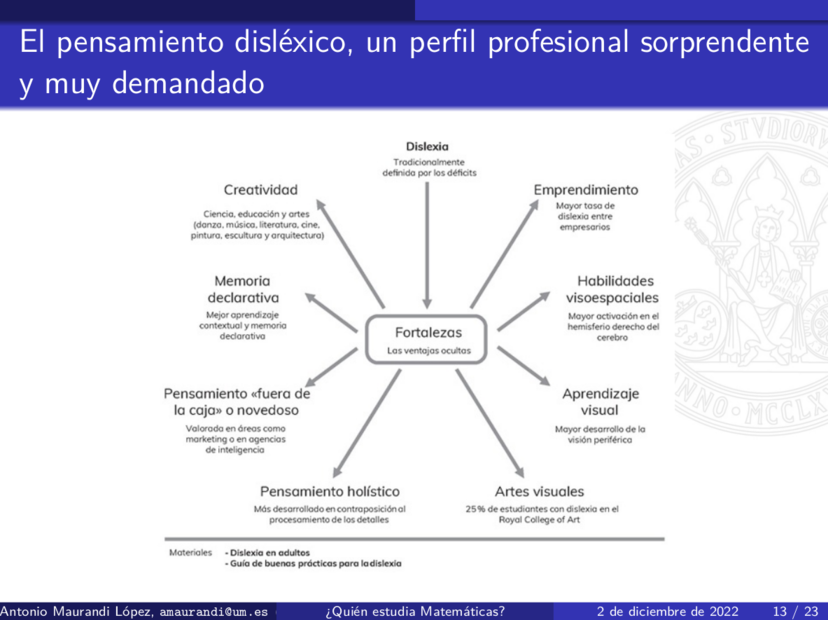 El pensamiento disléxico, un perfil profesional sorprendente
y muy demandado
STVDIORV
Dislexia
Tradicionalmente
definida por los déficits
Creatividad
Ciencia, educación y artes
(danza, música, literatura, cine,
pintura, escultura y arquitectura)
Emprendimiento
Mayor tasa de
dislexia entre
empresarios
Memoria
declarativa
Mejor aprendizaje
contextual y memoria
declarativa
Habilidades
visoespaciales
Mayor activación en el
hemisferio derecho del
cerebro
Fortalezas
Las ventajas ocultas
Pensamiento «fuera de
la caja» o novedoso
Valorada en áreas como
marketing o en agencias
de inteligencia
Aprendizaje
visual
Mayor desarrollo de la
visión periférica
NNO · MCCLX
Pensamiento holístico
Más desarrollado en contraposición al
procesamiento de los detalles
Artes visuales
25% de estudiantes con dislexia en el
Royal College of Art
Materiales - Dislexia en adultos
- Guía de buenas prácticas para la dislexia
Antonio Maurandi López, amaurandi@um.es ¿Quién estudia Matemáticas? 2 de diciembre de 2022 13 / 23